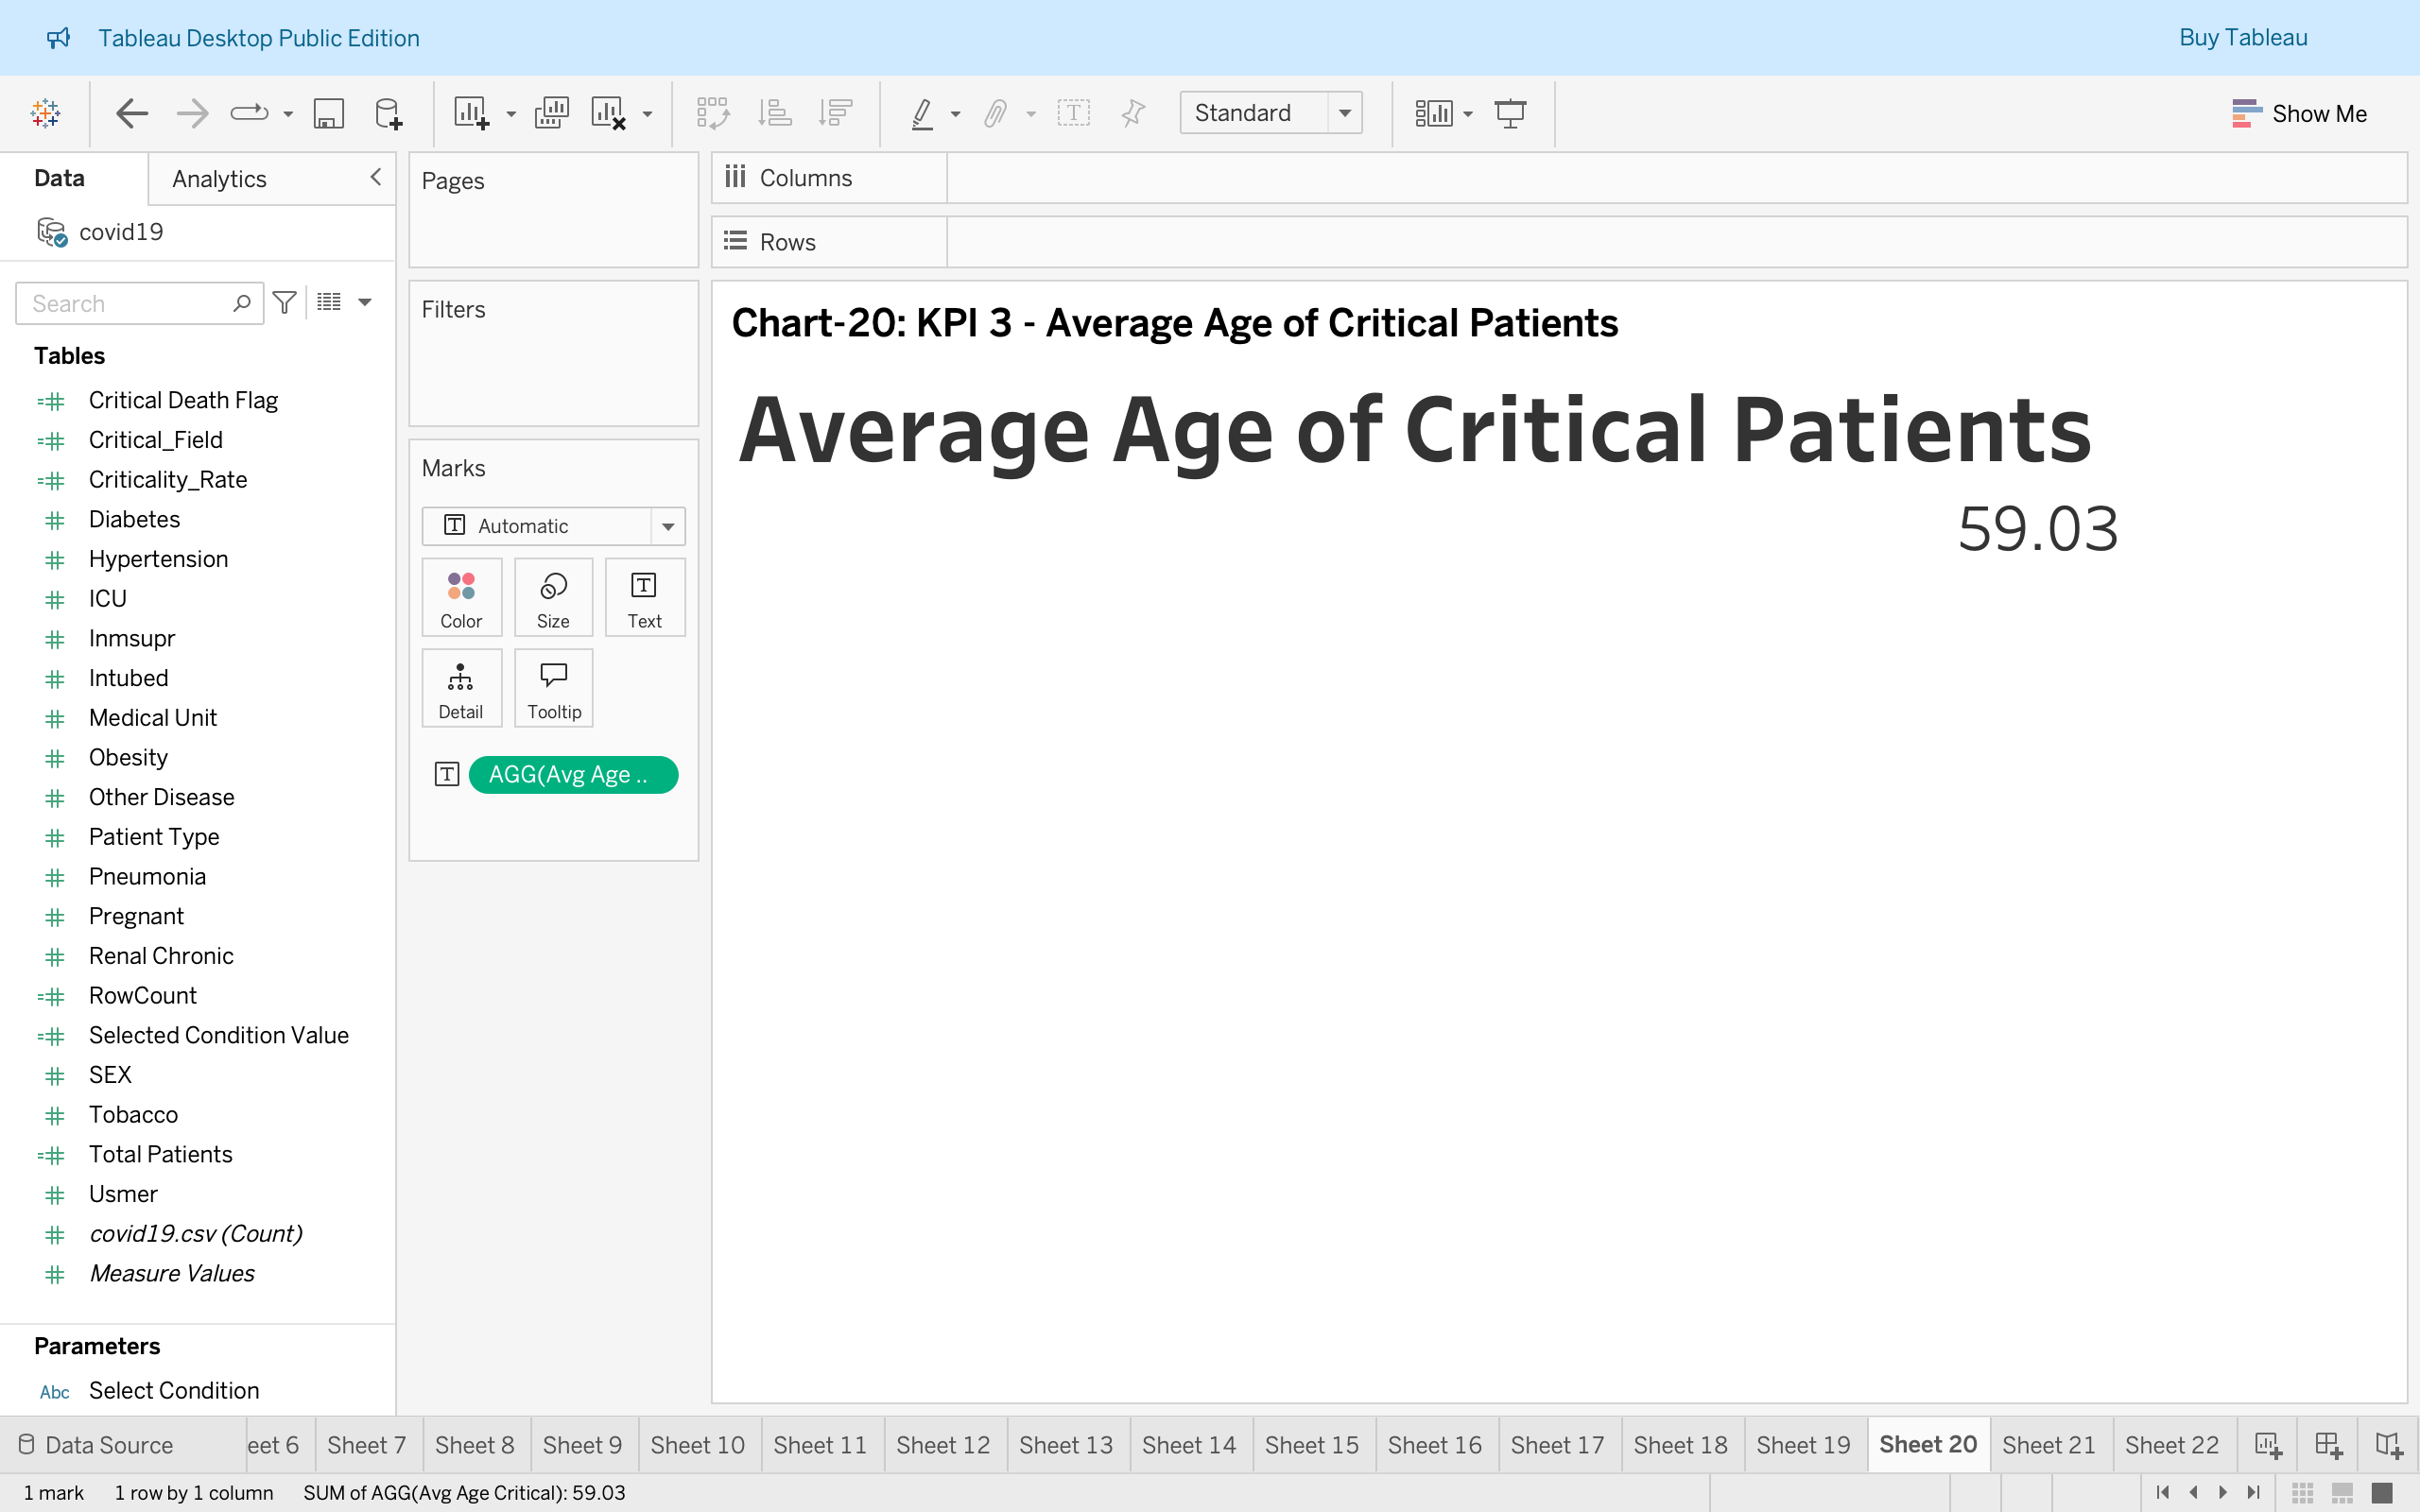 Tableau Desktop Public Edition
Buy Tableau
Standard
Show Me
Data
Analytics
covid19
Search
Tables
Critical Death Flag
Critical_Field
Criticality_Rate
Diabetes
Hypertension
ICU
Inmsupr
Intubed
Medical Unit
Obesity
Other Disease
Patient Type
Pneumonia
Pregnant
Renal Chronic
RowCount
Selected Condition Value
SEX
Tobacco
Total Patients
Usmer
covid19.csv (Count)
Measure Values
Parameters
Abc Select Condition
Pages
Filters
Marks
Automatic
Color
Size
Text
Detail
Tooltip
AGG(Avg Age ..
Columns
Rows
Chart-20: KPI 3 - Average Age of Critical Patients
Average Age of Critical Patients
59.03
Data Source
eet 6
Sheet 7
Sheet 8
Sheet 9
Sheet 10
Sheet 11
Sheet 12
Sheet 13
Sheet 14
Sheet 15
Sheet 16
Sheet 17
Sheet 18
Sheet 19
Sheet 20
Sheet 21
Sheet 22
1 mark
1 row by 1 column
SUM of AGG(Avg Age Critical): 59.03